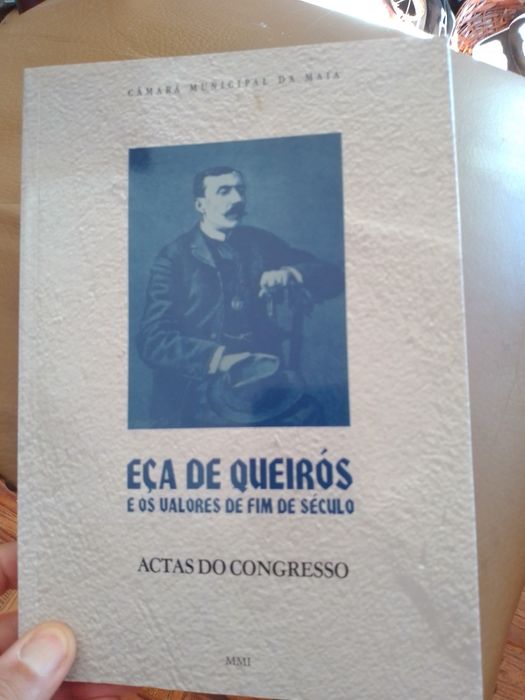 CÂMARA MUNICIPAL DA MAIA
EÇA DE QUEIRÓS
E OS VALORES DE FIM DE SÉCULO
ACTAS DO CONGRESSO
MMI